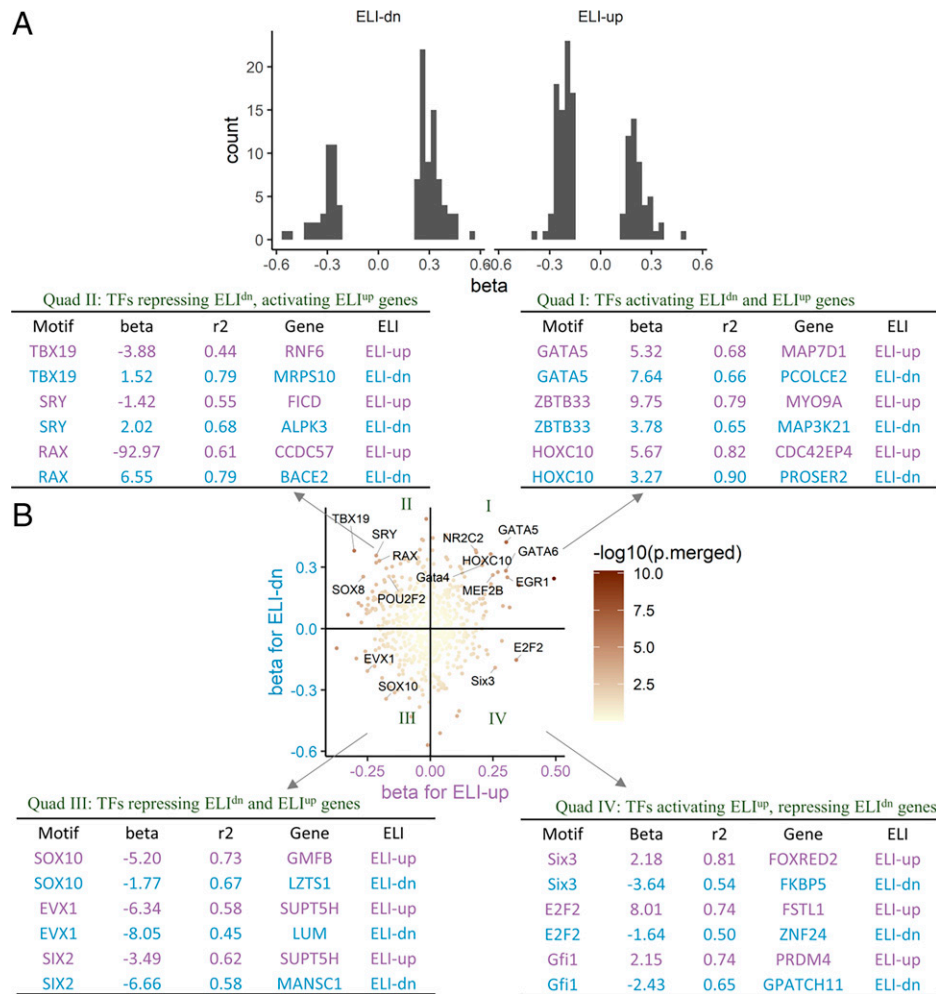 A
ELI-dn
ELI-up
count
20
15
10
5
0
-0.6 -0.3 0.0 0.3 -0.6 -0.3 0.0 0.3 0.6
beta
Quad II: TFs repressing ELIdn, activating ELIup genes
Motif beta r2 Gene ELI
TBX19 -3.88 0.44 RNF6 ELI-up
TBX19 1.52 0.79 MRPS10 ELI-dn
SRY -1.42 0.55 FICD ELI-up
SRY 2.02 0.68 ALPK3 ELI-dn
RAX -92.97 0.61 CCDC57 ELI-up
RAX 6.55 0.79 BACE2 ELI-dn
Quad I: TFs activating ELIdn and ELIup genes
Motif beta r2 Gene ELI
GATA5 5.32 0.68 MAP7D1 ELI-up
GATA5 7.64 0.66 PCOLCE2 ELI-dn
ZBTB33 9.75 0.79 MYO9A ELI-up
ZBTB33 3.78 0.65 MAP3K21 ELI-dn
HOXC10 5.67 0.82 CDC42EP4 ELI-up
HOXC10 3.27 0.90 PROSER2 ELI-dn
B
II
I
TBX19
SRY
RAX
SOX8
POU2F2
NR2C2
GATA5
HOXC10
GATA6
Gata4
EGR1
MEF2B
EVX1
SOX10
E2F2
Six3
III
IV
beta for ELI-dn
0.3
0.0
-0.3
-0.6
-0.25 0.00 0.25 0.50
beta for ELI-up
-log10(p.merged)
10.0
7.5
5.0
2.5
Quad III: TFs repressing ELIdn and ELIup genes
Motif beta r2 Gene ELI
SOX10 -5.20 0.73 GMFB ELI-up
SOX10 -1.77 0.67 LZTS1 ELI-dn
EVX1 -6.34 0.58 SUPT5H ELI-up
EVX1 -8.05 0.45 LUM ELI-dn
SIX2 -3.49 0.62 SUPT5H ELI-up
SIX2 -6.66 0.58 MANSC1 ELI-dn
Quad IV: TFs activating ELIup, repressing ELIdn genes
Motif Beta r2 Gene ELI
Six3 2.18 0.81 FOXRED2 ELI-up
Six3 -3.64 0.54 FKBP5 ELI-dn
E2F2 8.01 0.74 FSTL1 ELI-up
E2F2 -1.64 0.50 ZNF24 ELI-dn
Gfi1 2.15 0.74 PRDM4 ELI-up
Gfi1 -2.43 0.65 GPATCH11 ELI-dn